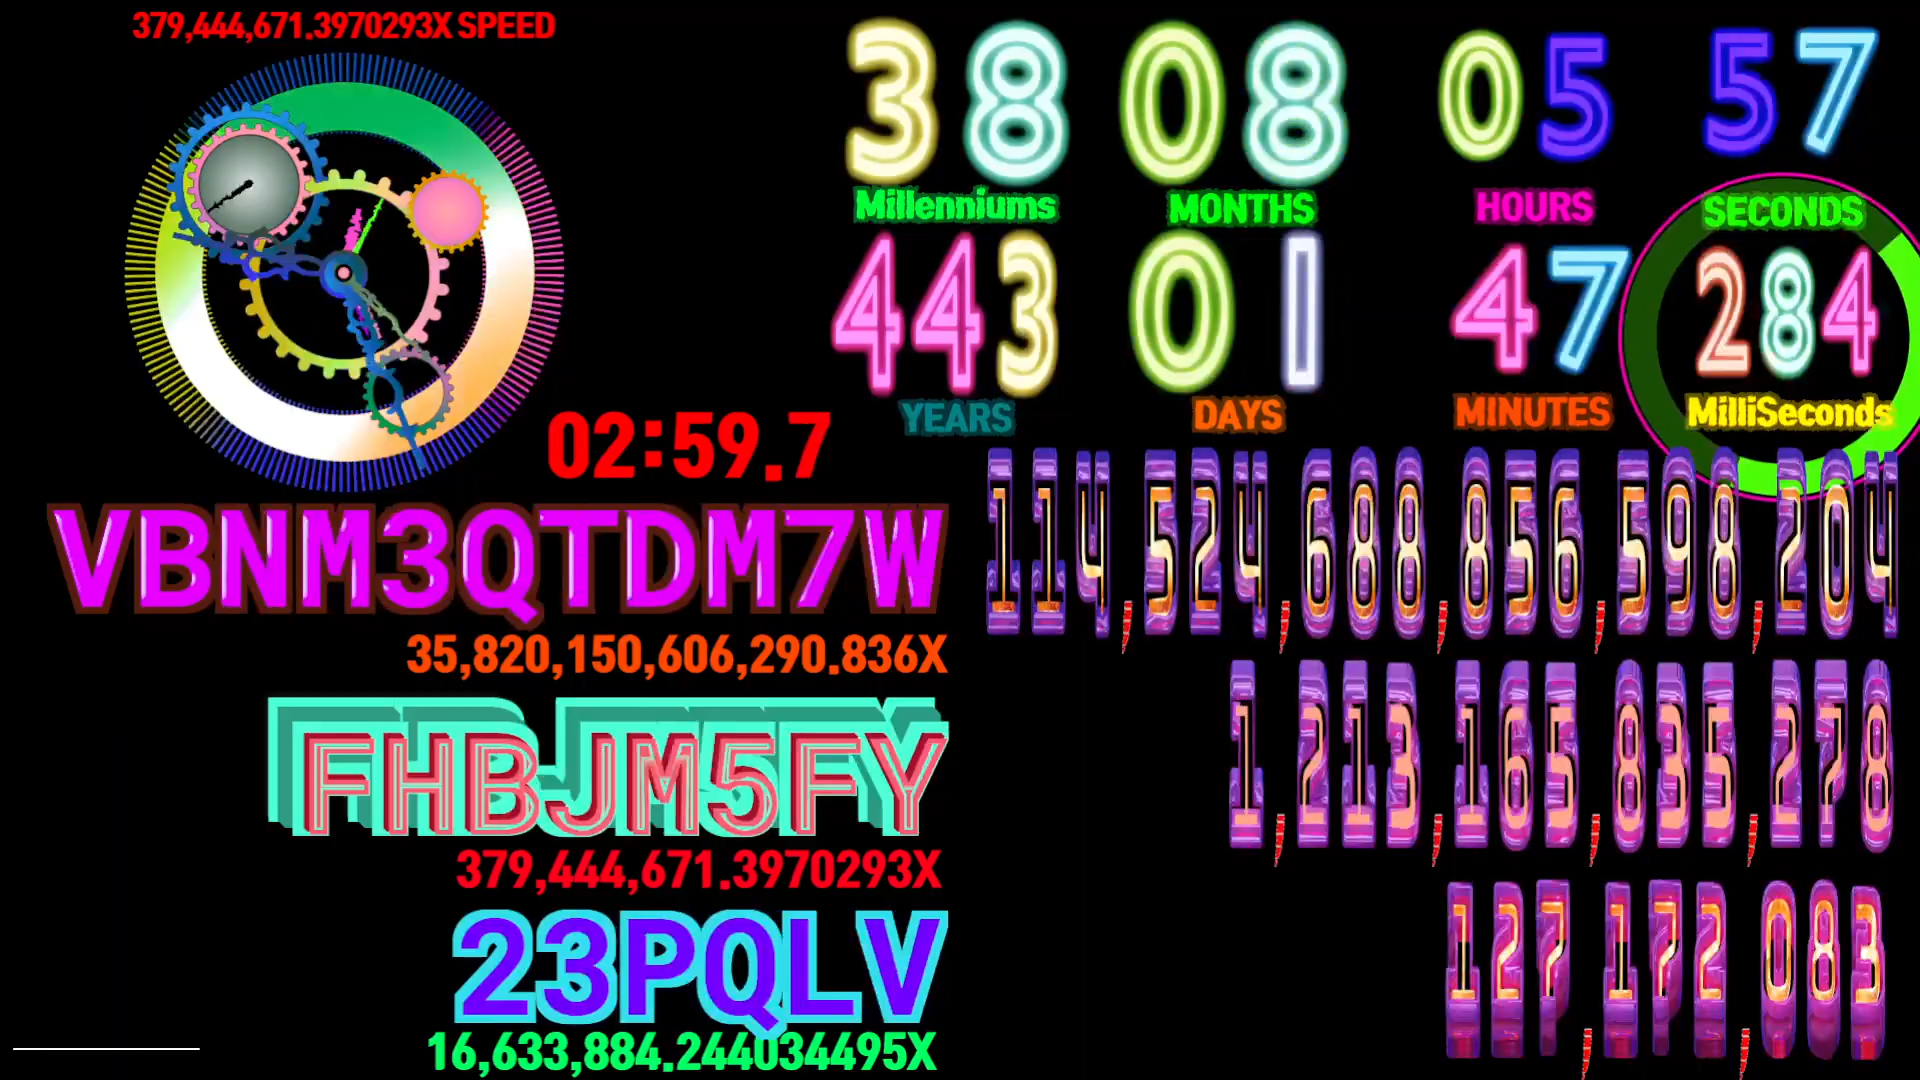 379,444,671.3970293X SPEED
38 08 05 57
Millenniums MONTHS HOURS SECONDS
443 01 47 284
YEARS DAYS MINUTES MilliSeconds
02:59.7
VBNM3QTDM7W 114,524,688,856,598,204
35,820,150,606,290.836X
FHBJM5FY 1,213,165,835,278
379,444,671.3970293X
23PQLV 127,172,083
16,633,884.244034495X